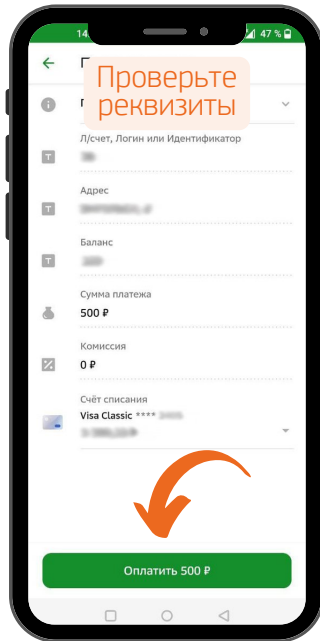 14
47 %
Проверьте
реквизиты
Л/счет, Логин или Идентификатор
Адрес
Баланс
Сумма платежа
500 ₽
Комиссия
0 ₽
Счёт списания
Visa Classic ****
Оплатить 500 ₽